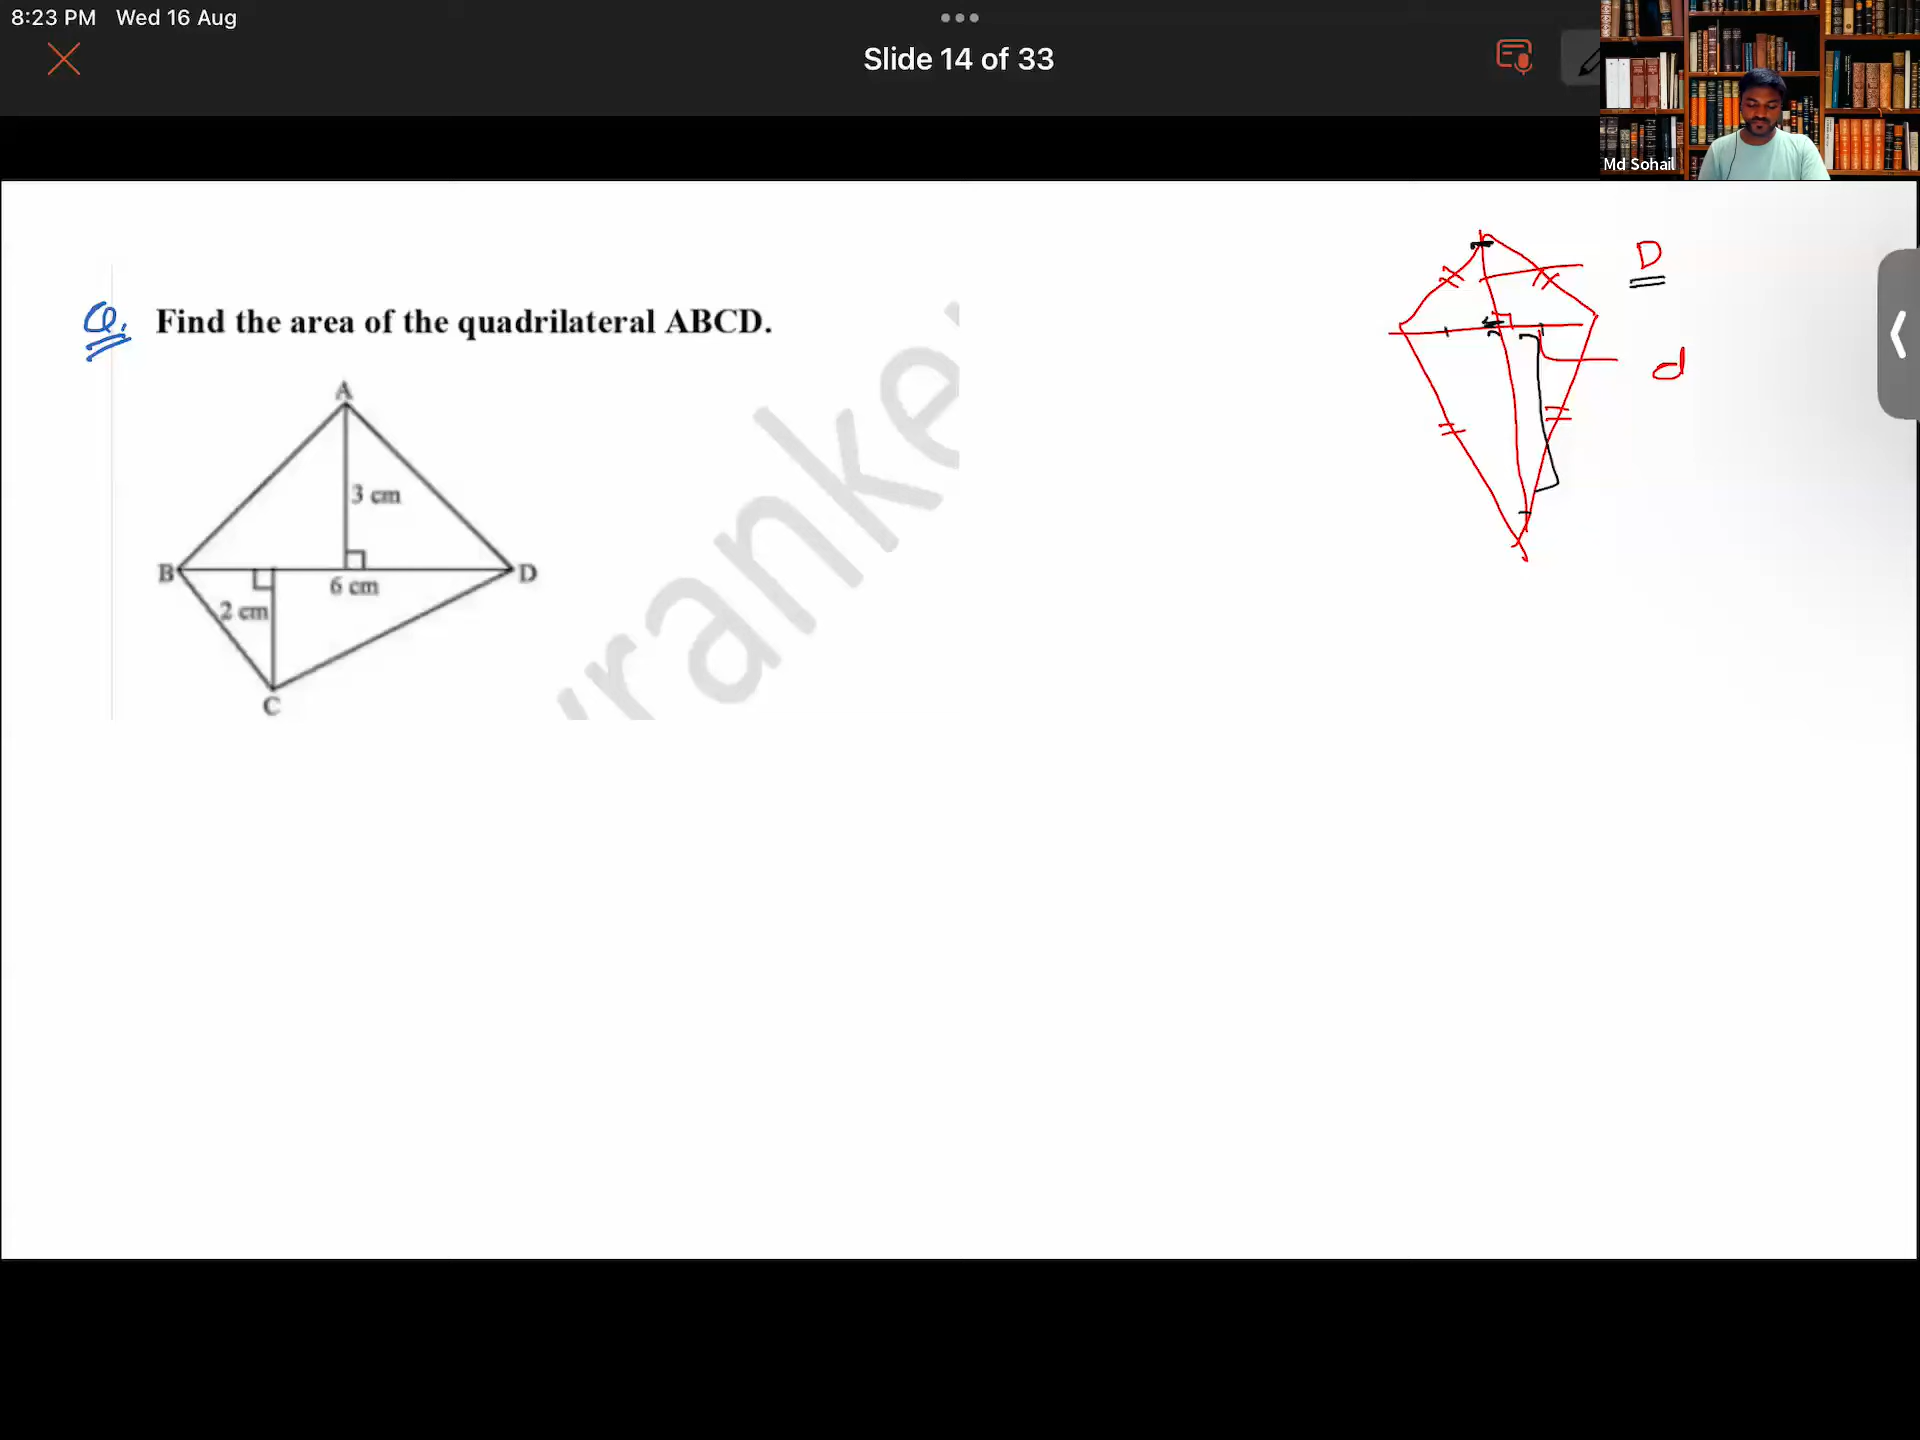 8:23 PM Wed 16 Aug
Slide 14 of 33
Md Sohail
Q. Find the area of the quadrilateral ABCD.
A
3 cm
B
D
6 cm
2 cm
C
D
d